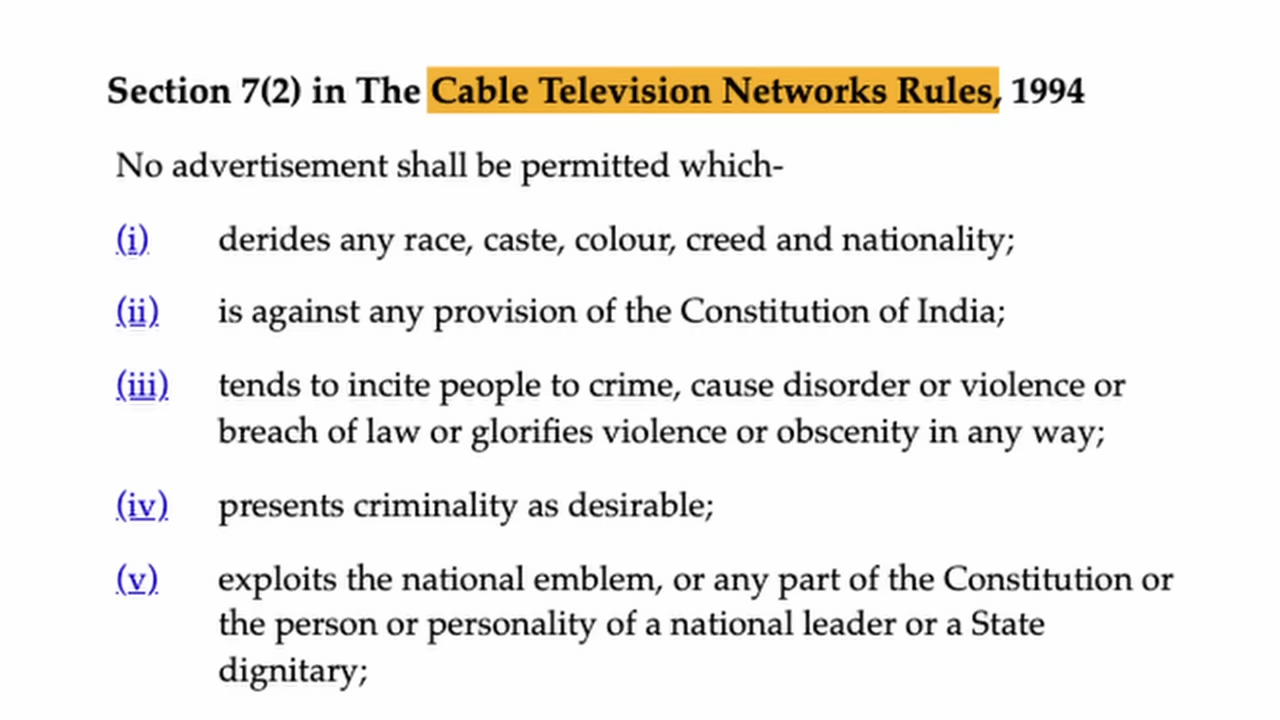 Section 7(2) in The Cable Television Networks Rules, 1994
No advertisement shall be permitted which-
(i) derides any race, caste, colour, creed and nationality;
(ii) is against any provision of the Constitution of India;
(iii) tends to incite people to crime, cause disorder or violence or
breach of law or glorifies violence or obscenity in any way;
(iv) presents criminality as desirable;
(v) exploits the national emblem, or any part of the Constitution or
the person or personality of a national leader or a State
dignitary;